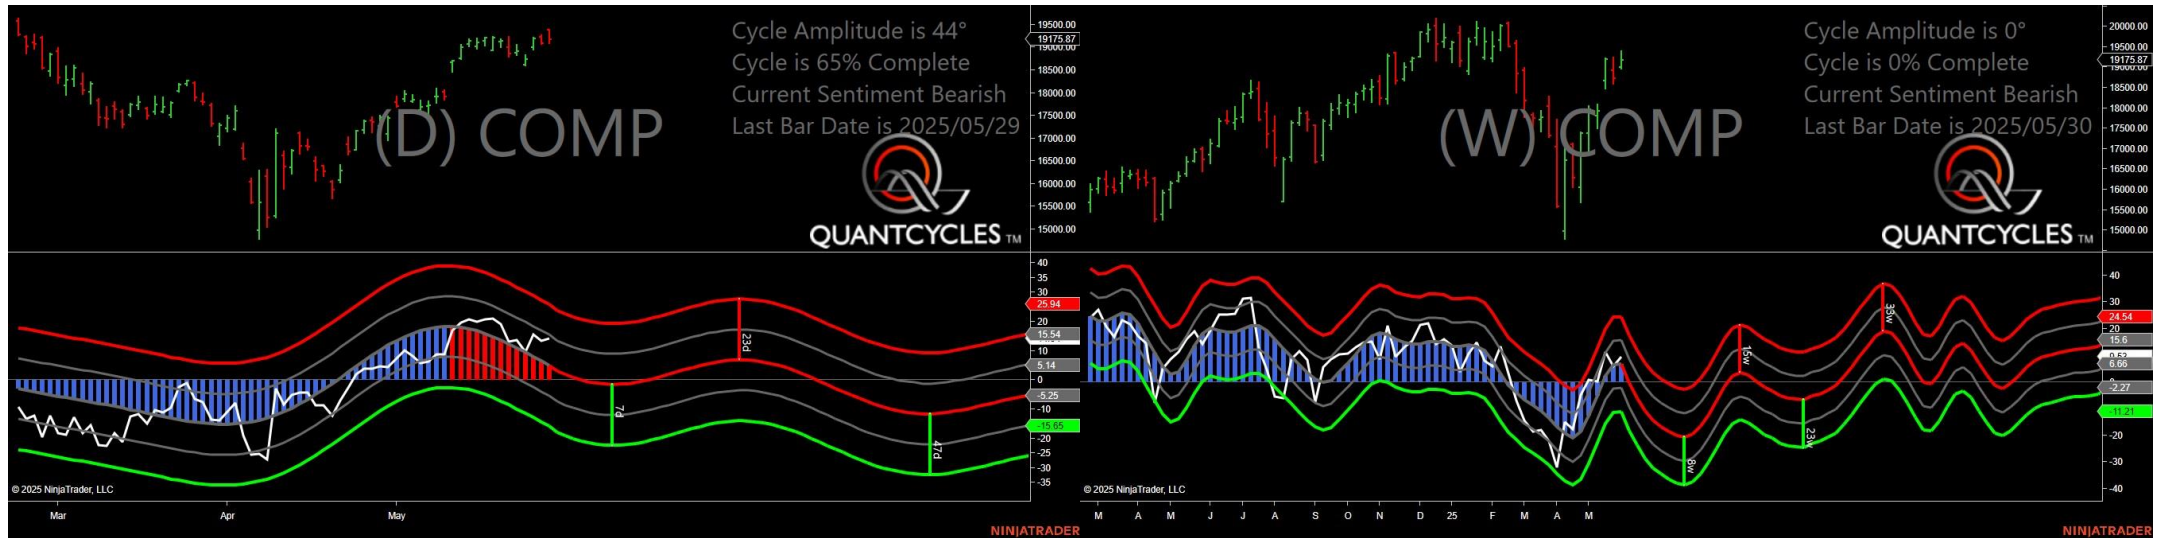 Cycle Amplitude is 44°
Cycle is 65% Complete
Current Sentiment Bearish
Last Bar Date is 2025/05/29
(D) COMP
QUANTCYCLES TM
19500.00
19175.87
19000.00
18500.00
18000.00
17500.00
17000.00
16500.00
16000.00
15500.00
15000.00
40
35
30
25.94
20
15.54
10
5.14
0
-5.25
-10
-15.65
-20
-25
-30
-35
7d
23d
47d
© 2025 NinjaTrader, LLC
Mar
Apr
May
NINJATRADER
Cycle Amplitude is 0°
Cycle is 0% Complete
Current Sentiment Bearish
Last Bar Date is 2025/05/30
(W) COMP
QUANTCYCLES TM
20000.00
19500.00
19175.87
19000.00
18500.00
18000.00
17500.00
17000.00
16500.00
16000.00
15500.00
15000.00
40
30
24.54
20
15.6
6.66
-2.27
-11.21
-20
-30
-40
8w
15w
23w
33w
© 2025 NinjaTrader, LLC
M A M J J A S O N D 25 F M A M
NINJATRADER